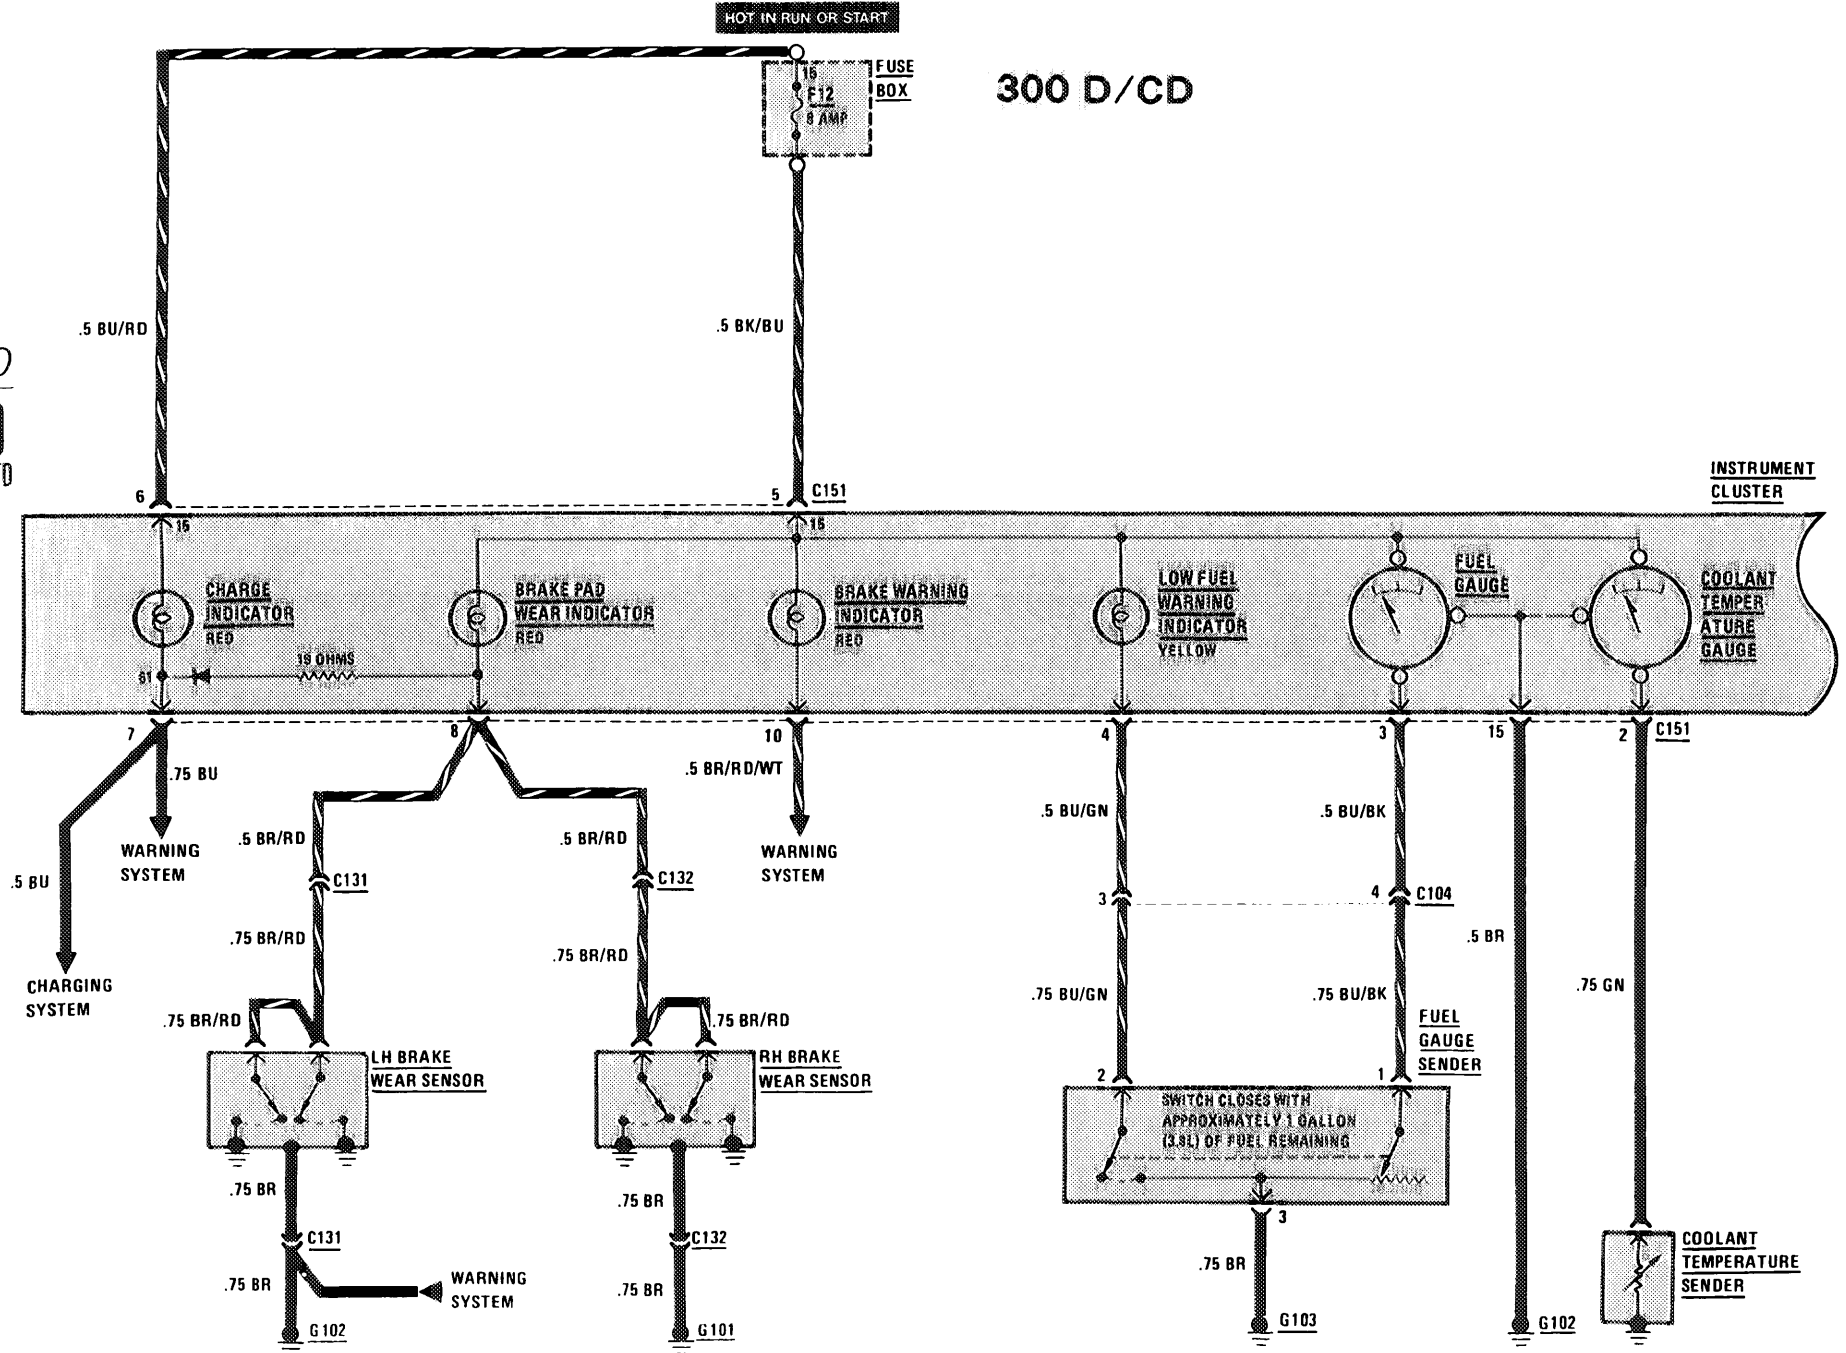 HOT IN RUN OR START
300 D/CD
FUSE
BOX
15
F12
8 AMP
.5 BU/RD
.5 BK/BU
6
5
C151
INSTRUMENT
CLUSTER
15
15
CHARGE
INDICATOR
RED
BRAKE PAD
WEAR INDICATOR
RED
BRAKE WARNING
INDICATOR
RED
LOW FUEL
WARNING
INDICATOR
YELLOW
FUEL
GAUGE
COOLANT
TEMPER
ATURE
GAUGE
61
19 OHMS
7
8
10
4
3
15
2
C151
.75 BU
.5 BR/RD/WT
.5 BU/GN
.5 BU/BK
WARNING
SYSTEM
.5 BR/RD
.5 BR/RD
WARNING
SYSTEM
.5 BU
C131
C132
3
4
C104
.75 BR/RD
.75 BR/RD
.5 BR
CHARGING
SYSTEM
.75 BU/GN
.75 BU/BK
.75 GN
.75 BR/RD
.75 BR/RD
FUEL
GAUGE
SENDER
LH BRAKE
WEAR SENSOR
RH BRAKE
WEAR SENSOR
2
1
SWITCH CLOSES WITH
APPROXIMATELY 1 GALLON
(3.8L) OF FUEL REMAINING
.75 BR
.75 BR
3
C131
C132
.75 BR
COOLANT
TEMPERATURE
SENDER
.75 BR
WARNING
SYSTEM
.75 BR
G102
G101
G103
G102